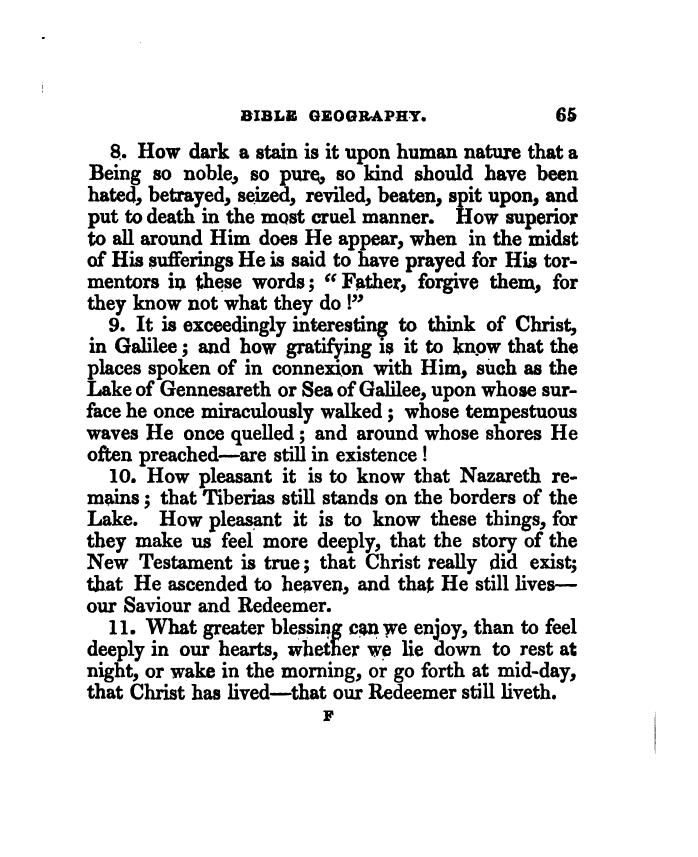 BIBLE GEOGRAPHY. 65
8. How dark a stain is it upon human nature that a
Being so noble, so pure, so kind should have been
hated, betrayed, seized, reviled, beaten, spit upon, and
put to death in the most cruel manner. How superior
to all around Him does He appear, when in the midst
of His sufferings He is said to have prayed for His tor-
mentors in these words; “Father, forgive them, for
they know not what they do!”
9. It is exceedingly interesting to think of Christ,
in Galilee; and how gratifying is it to know that the
places spoken of in connexion with Him, such as the
Lake of Gennesareth or Sea of Galilee, upon whose sur-
face he once miraculously walked; whose tempestuous
waves He once quelled; and around whose shores He
often preached—are still in existence!
10. How pleasant it is to know that Nazareth re-
mains; that Tiberias still stands on the borders of the
Lake. How pleasant it is to know these things, for
they make us feel more deeply, that the story of the
New Testament is true; that Christ really did exist;
that He ascended to heaven, and that He still lives—
our Saviour and Redeemer.
11. What greater blessing can we enjoy, than to feel
deeply in our hearts, whether we lie down to rest at
night, or wake in the morning, or go forth at mid-day,
that Christ has lived—that our Redeemer still liveth.
F